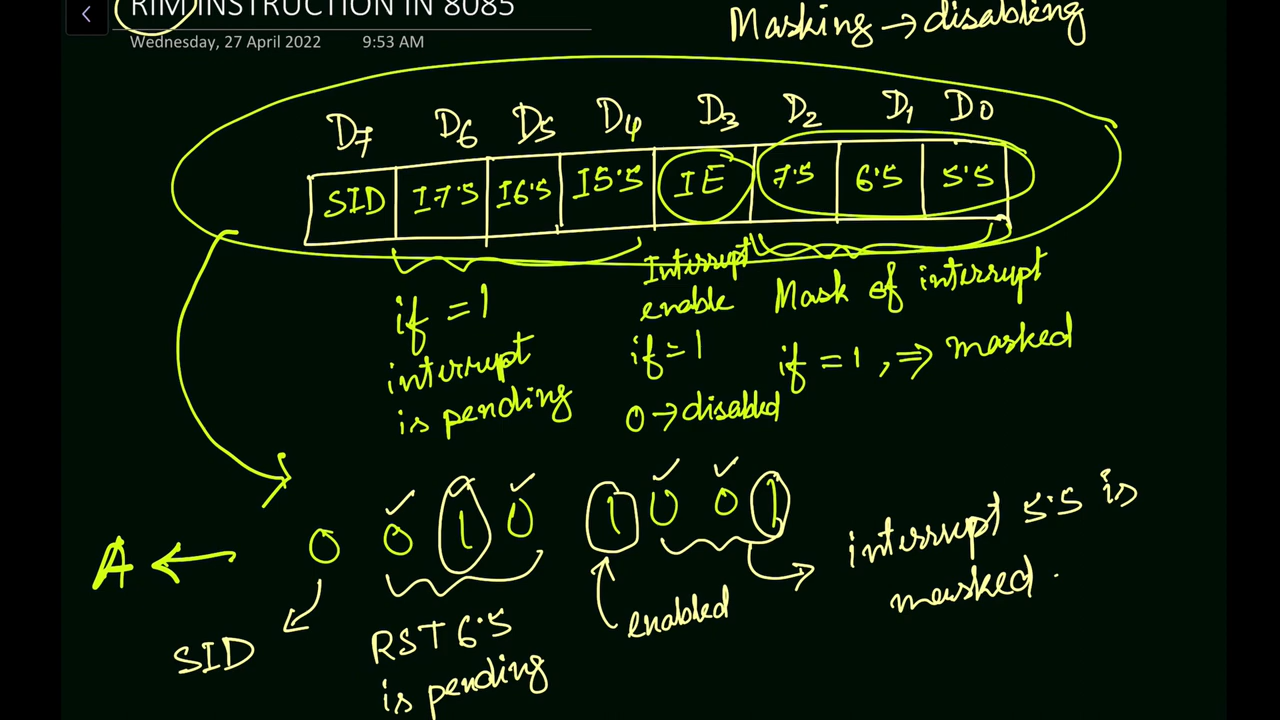 RIM INSTRUCTION IN 8085
Wednesday, 27 April 2022 9:53 AM
Masking → disabling
D7 D6 D5 D4 D3 D2 D1 D0
SID I7.5 I6.5 I5.5 IE 7.5 6.5 5.5
if = 1
interrupt
is pending
Interrupt
enable
if = 1
0 → disabled
Mask of interrupt
if = 1, ⇒ masked
A ← 0 0 1 0 1 0 0 1
SID
RST 6.5
is pending
enabled
interrupt 5.5 is
masked.